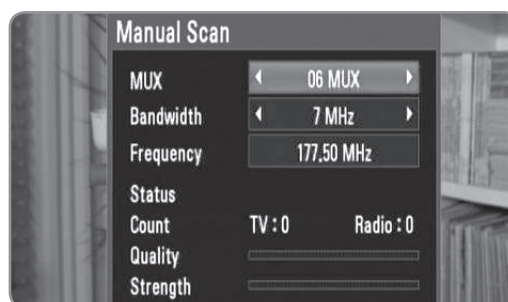 Manual Scan
MUX 06 MUX
Bandwidth 7 MHz
Frequency 177.50 MHz
Status
Count TV : 0 Radio : 0
Quality
Strength